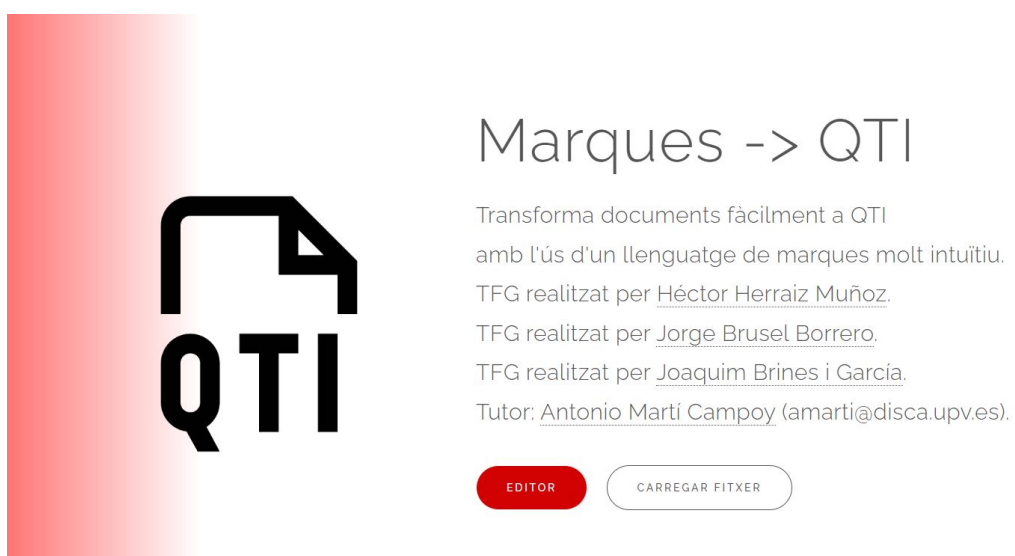 QTI
Marques -> QTI
Transforma documents fàcilment a QTI
amb l'ús d'un llenguatge de marques molt intuïtiu.
TFG realitzat per Héctor Herraiz Muñoz.
TFG realitzat per Jorge Brusel Borrero.
TFG realitzat per Joaquim Brines i García.
Tutor: Antonio Martí Campoy (amarti@disca.upv.es).
EDITOR
CARREGAR FITXER